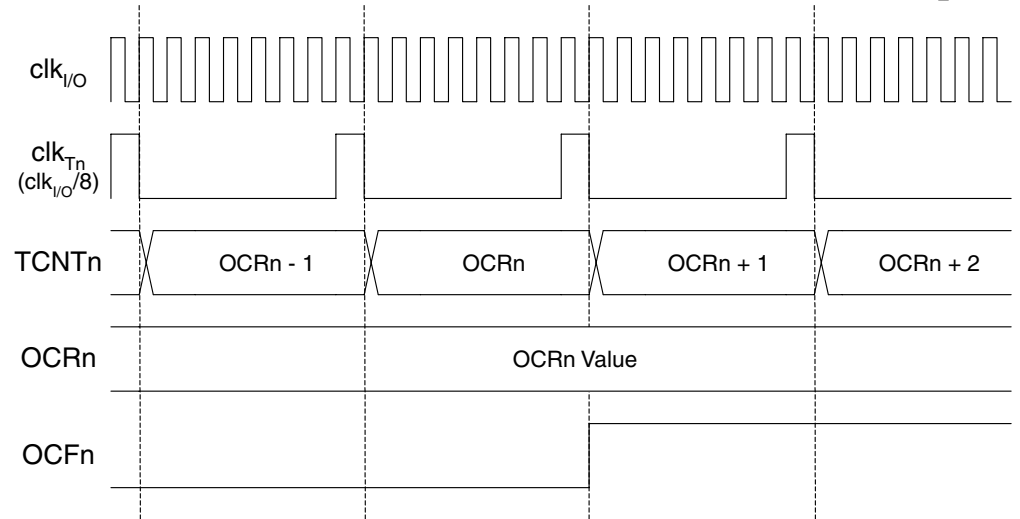 clkI/O
clkTn
(clkI/O/8)
TCNTn OCRn - 1 OCRn OCRn + 1 OCRn + 2
OCRn OCRn Value
OCFn